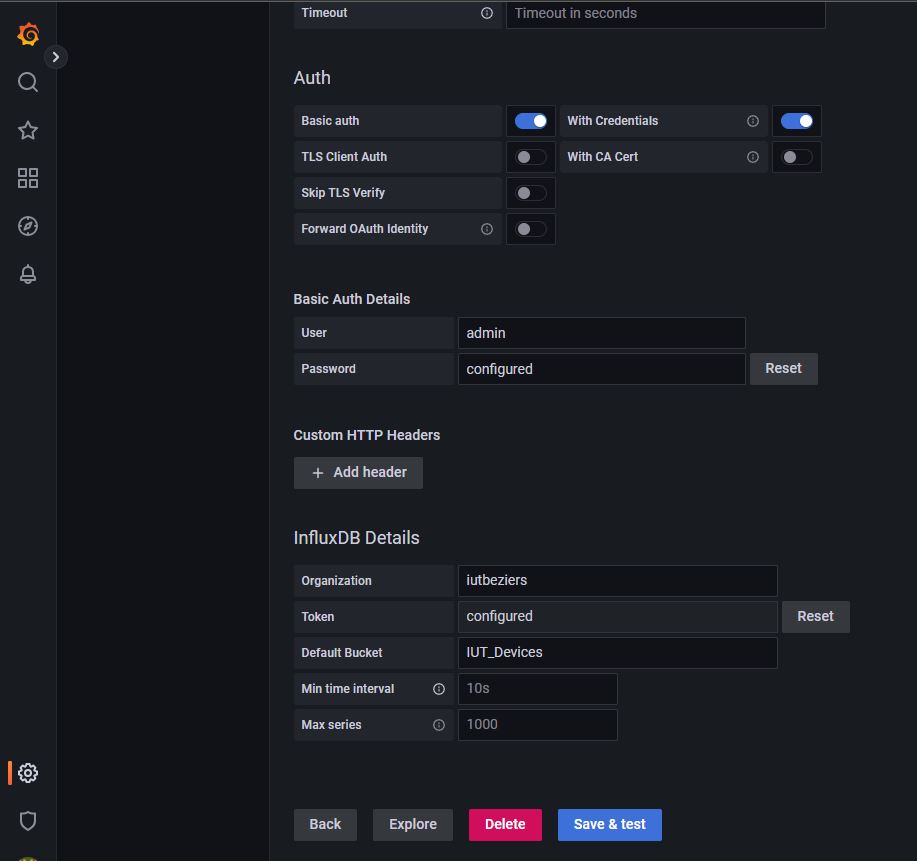 Timeout Timeout in seconds
Auth
Basic auth With Credentials
TLS Client Auth With CA Cert
Skip TLS Verify
Forward OAuth Identity
Basic Auth Details
User admin
Password configured Reset
Custom HTTP Headers
+ Add header
InfluxDB Details
Organization iutbeziers
Token configured Reset
Default Bucket IUT_Devices
Min time interval 10s
Max series 1000
Back Explore Delete Save & test